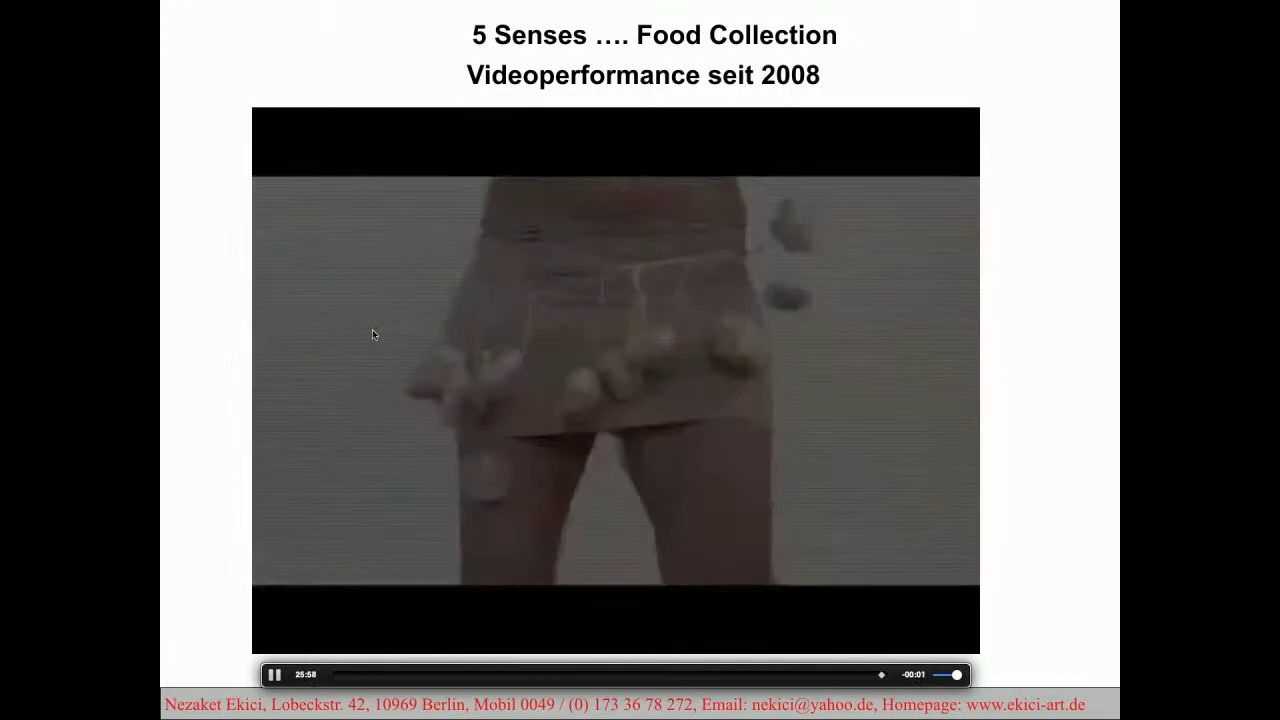 5 Senses …. Food Collection
Videoperformance seit 2008
25:58
-00:01
Nezaket Ekici, Lobeckstr. 42, 10969 Berlin, Mobil 0049 / (0) 173 36 78 272, Email: nekici@yahoo.de, Homepage: www.ekici-art.de